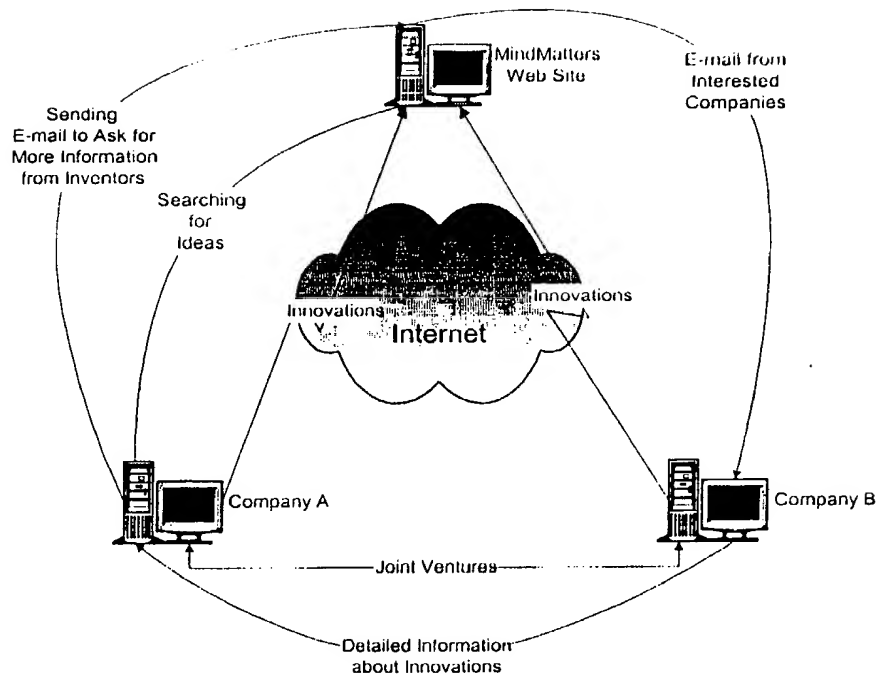 MindMatters
Web Site
E-mail from
Interested
Companies
Sending
E-mail to Ask for
More Information
from Inventors
Searching
for
Ideas
Innovations
Innovations
Internet
Company A
Company B
Joint Ventures
Detailed Information
about Innovations